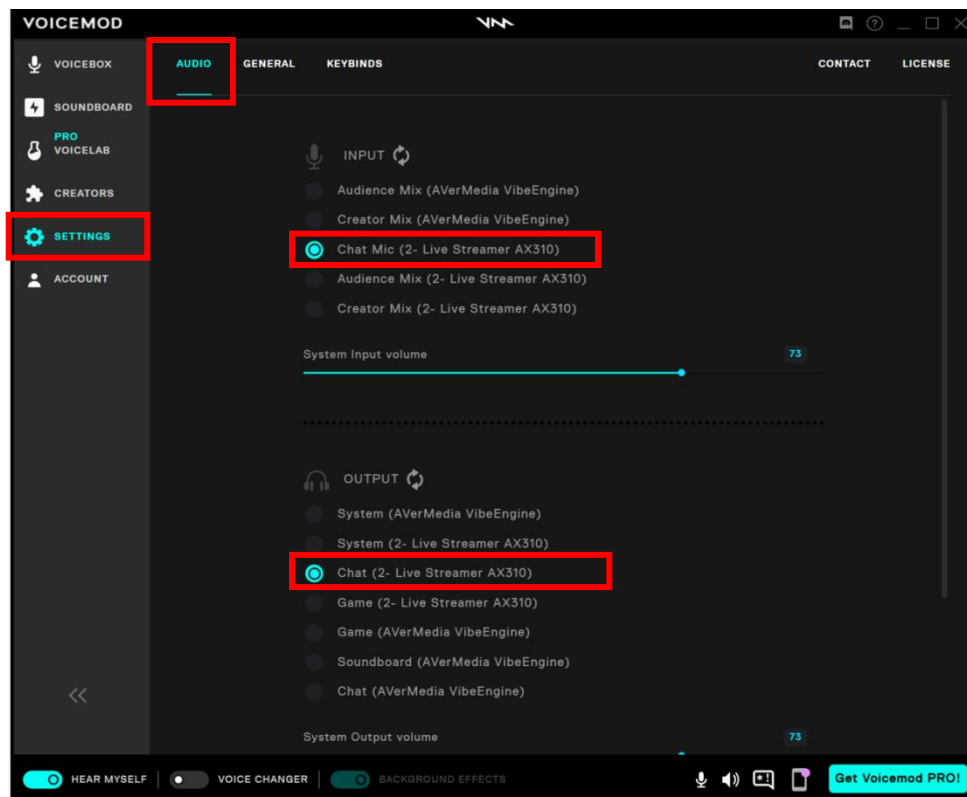 VOICEMOD
VOICEBOX
SOUNDBOARD
PRO
VOICELAB
CREATORS
SETTINGS
ACCOUNT
AUDIO GENERAL KEYBINDS CONTACT LICENSE
INPUT
Audience Mix (AVerMedia VibeEngine)
Creator Mix (AVerMedia VibeEngine)
Chat Mic (2- Live Streamer AX310)
Audience Mix (2- Live Streamer AX310)
Creator Mix (2- Live Streamer AX310)
System Input volume 73
OUTPUT
System (AVerMedia VibeEngine)
System (2- Live Streamer AX310)
Chat (2- Live Streamer AX310)
Game (2- Live Streamer AX310)
Game (AVerMedia VibeEngine)
Soundboard (AVerMedia VibeEngine)
Chat (AVerMedia VibeEngine)
System Output volume 73
HEAR MYSELF VOICE CHANGER BACKGROUND EFFECTS Get Voicemod PRO!